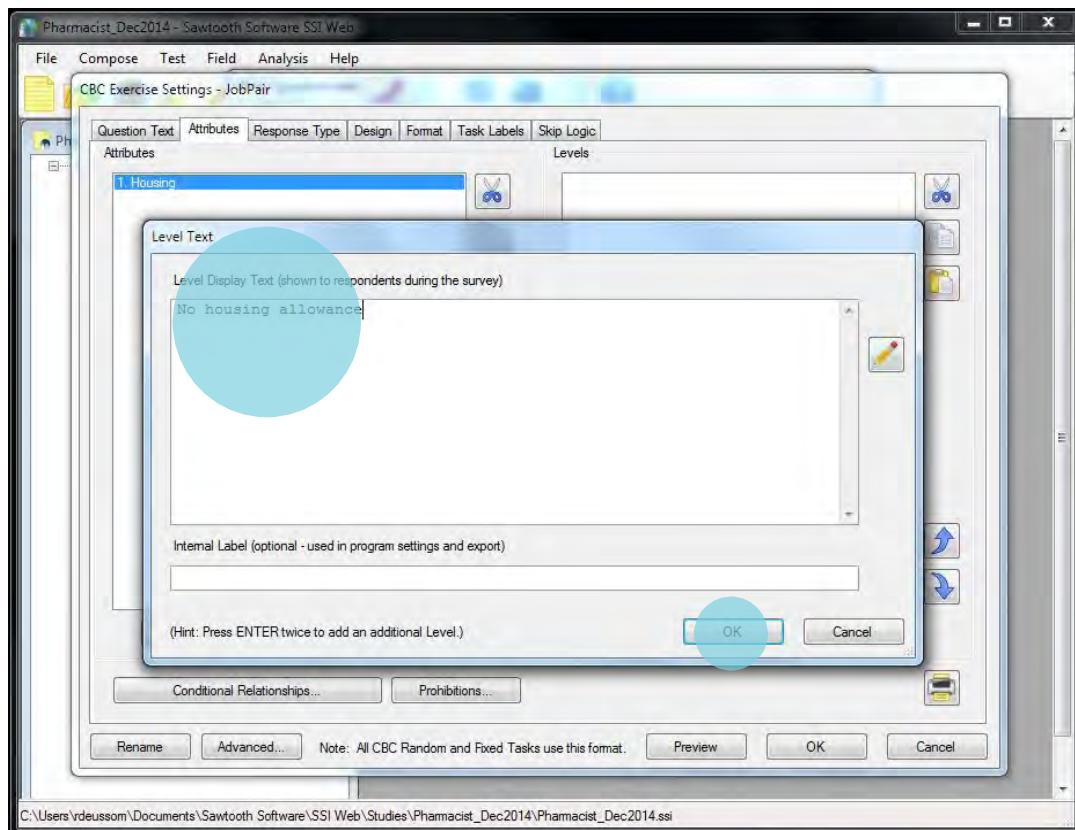 Pharmacist_Dec2014 - Sawtooth Software SSI Web
File Compose Test Field Analysis Help
CBC Exercise Settings - JobPair
Ph
Question Text Attributes Response Type Design Format Task Labels Skip Logic
Attributes Levels
1. Housing
Level Text
Level Display Text (shown to respondents during the survey)
No housing allowance
Internal Label (optional - used in program settings and export)
(Hint: Press ENTER twice to add an additional Level.) OK Cancel
Conditional Relationships... Prohibitions...
Rename Advanced... Note: All CBC Random and Fixed Tasks use this format. Preview OK Cancel
C:\Users\rdeussom\Documents\Sawtooth Software\SSI Web\Studies\Pharmacist_Dec2014\Pharmacist_Dec2014.ssi